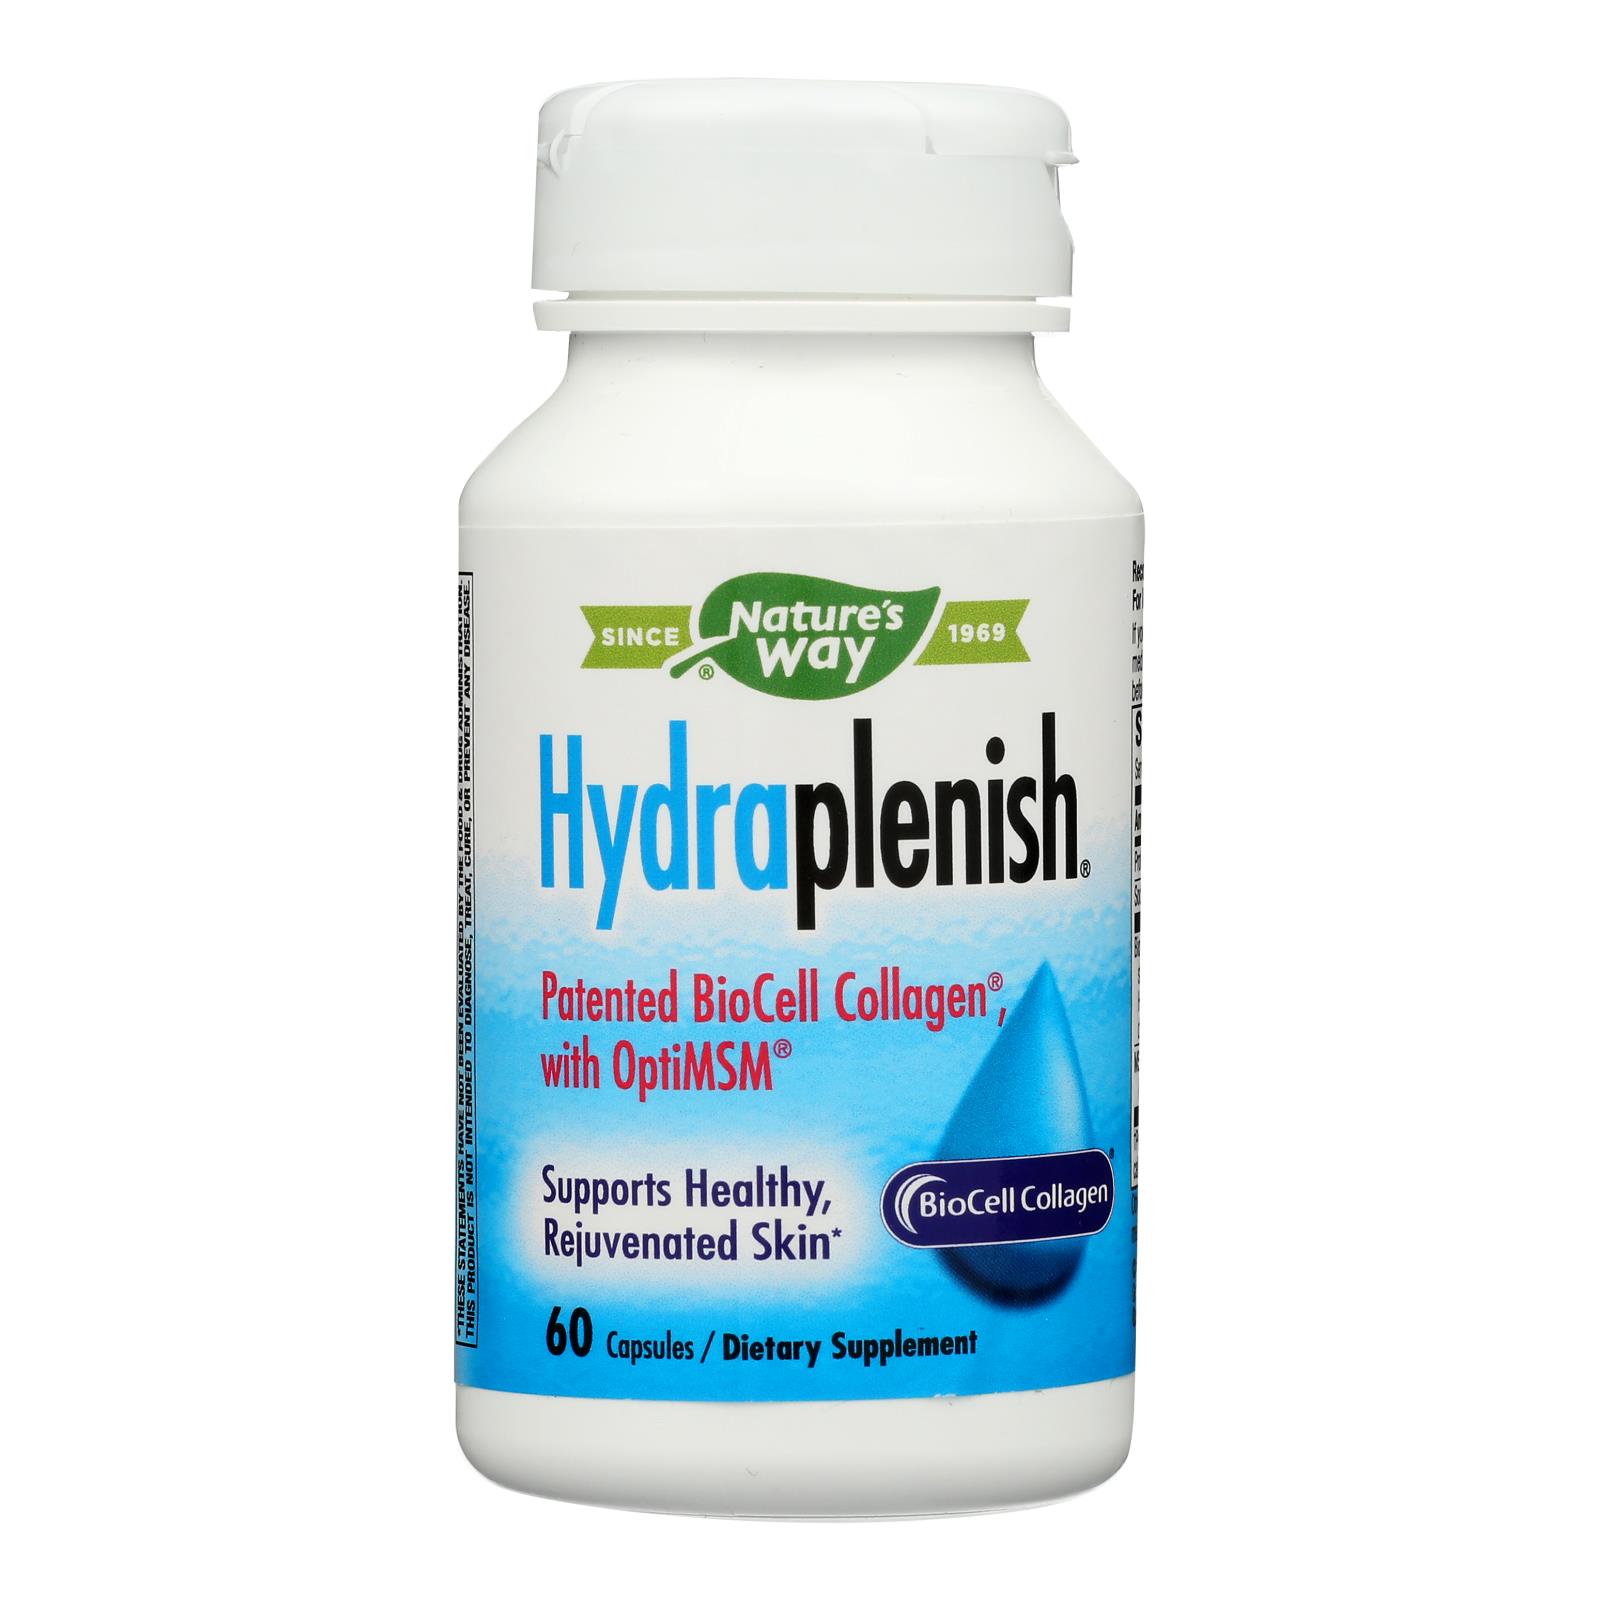 SINCE
Nature's
Way
®
1969
Hydraplenish®
Patented BioCell Collagen®,
with OptiMSM®
Supports Healthy,
Rejuvenated Skin*
BioCell Collagen®
60 Capsules / Dietary Supplement
*THESE STATEMENTS HAVE NOT BEEN EVALUATED BY THE FOOD & DRUG ADMINISTRATION.
THIS PRODUCT IS NOT INTENDED TO DIAGNOSE, TREAT, CURE, OR PREVENT ANY DISEASE.